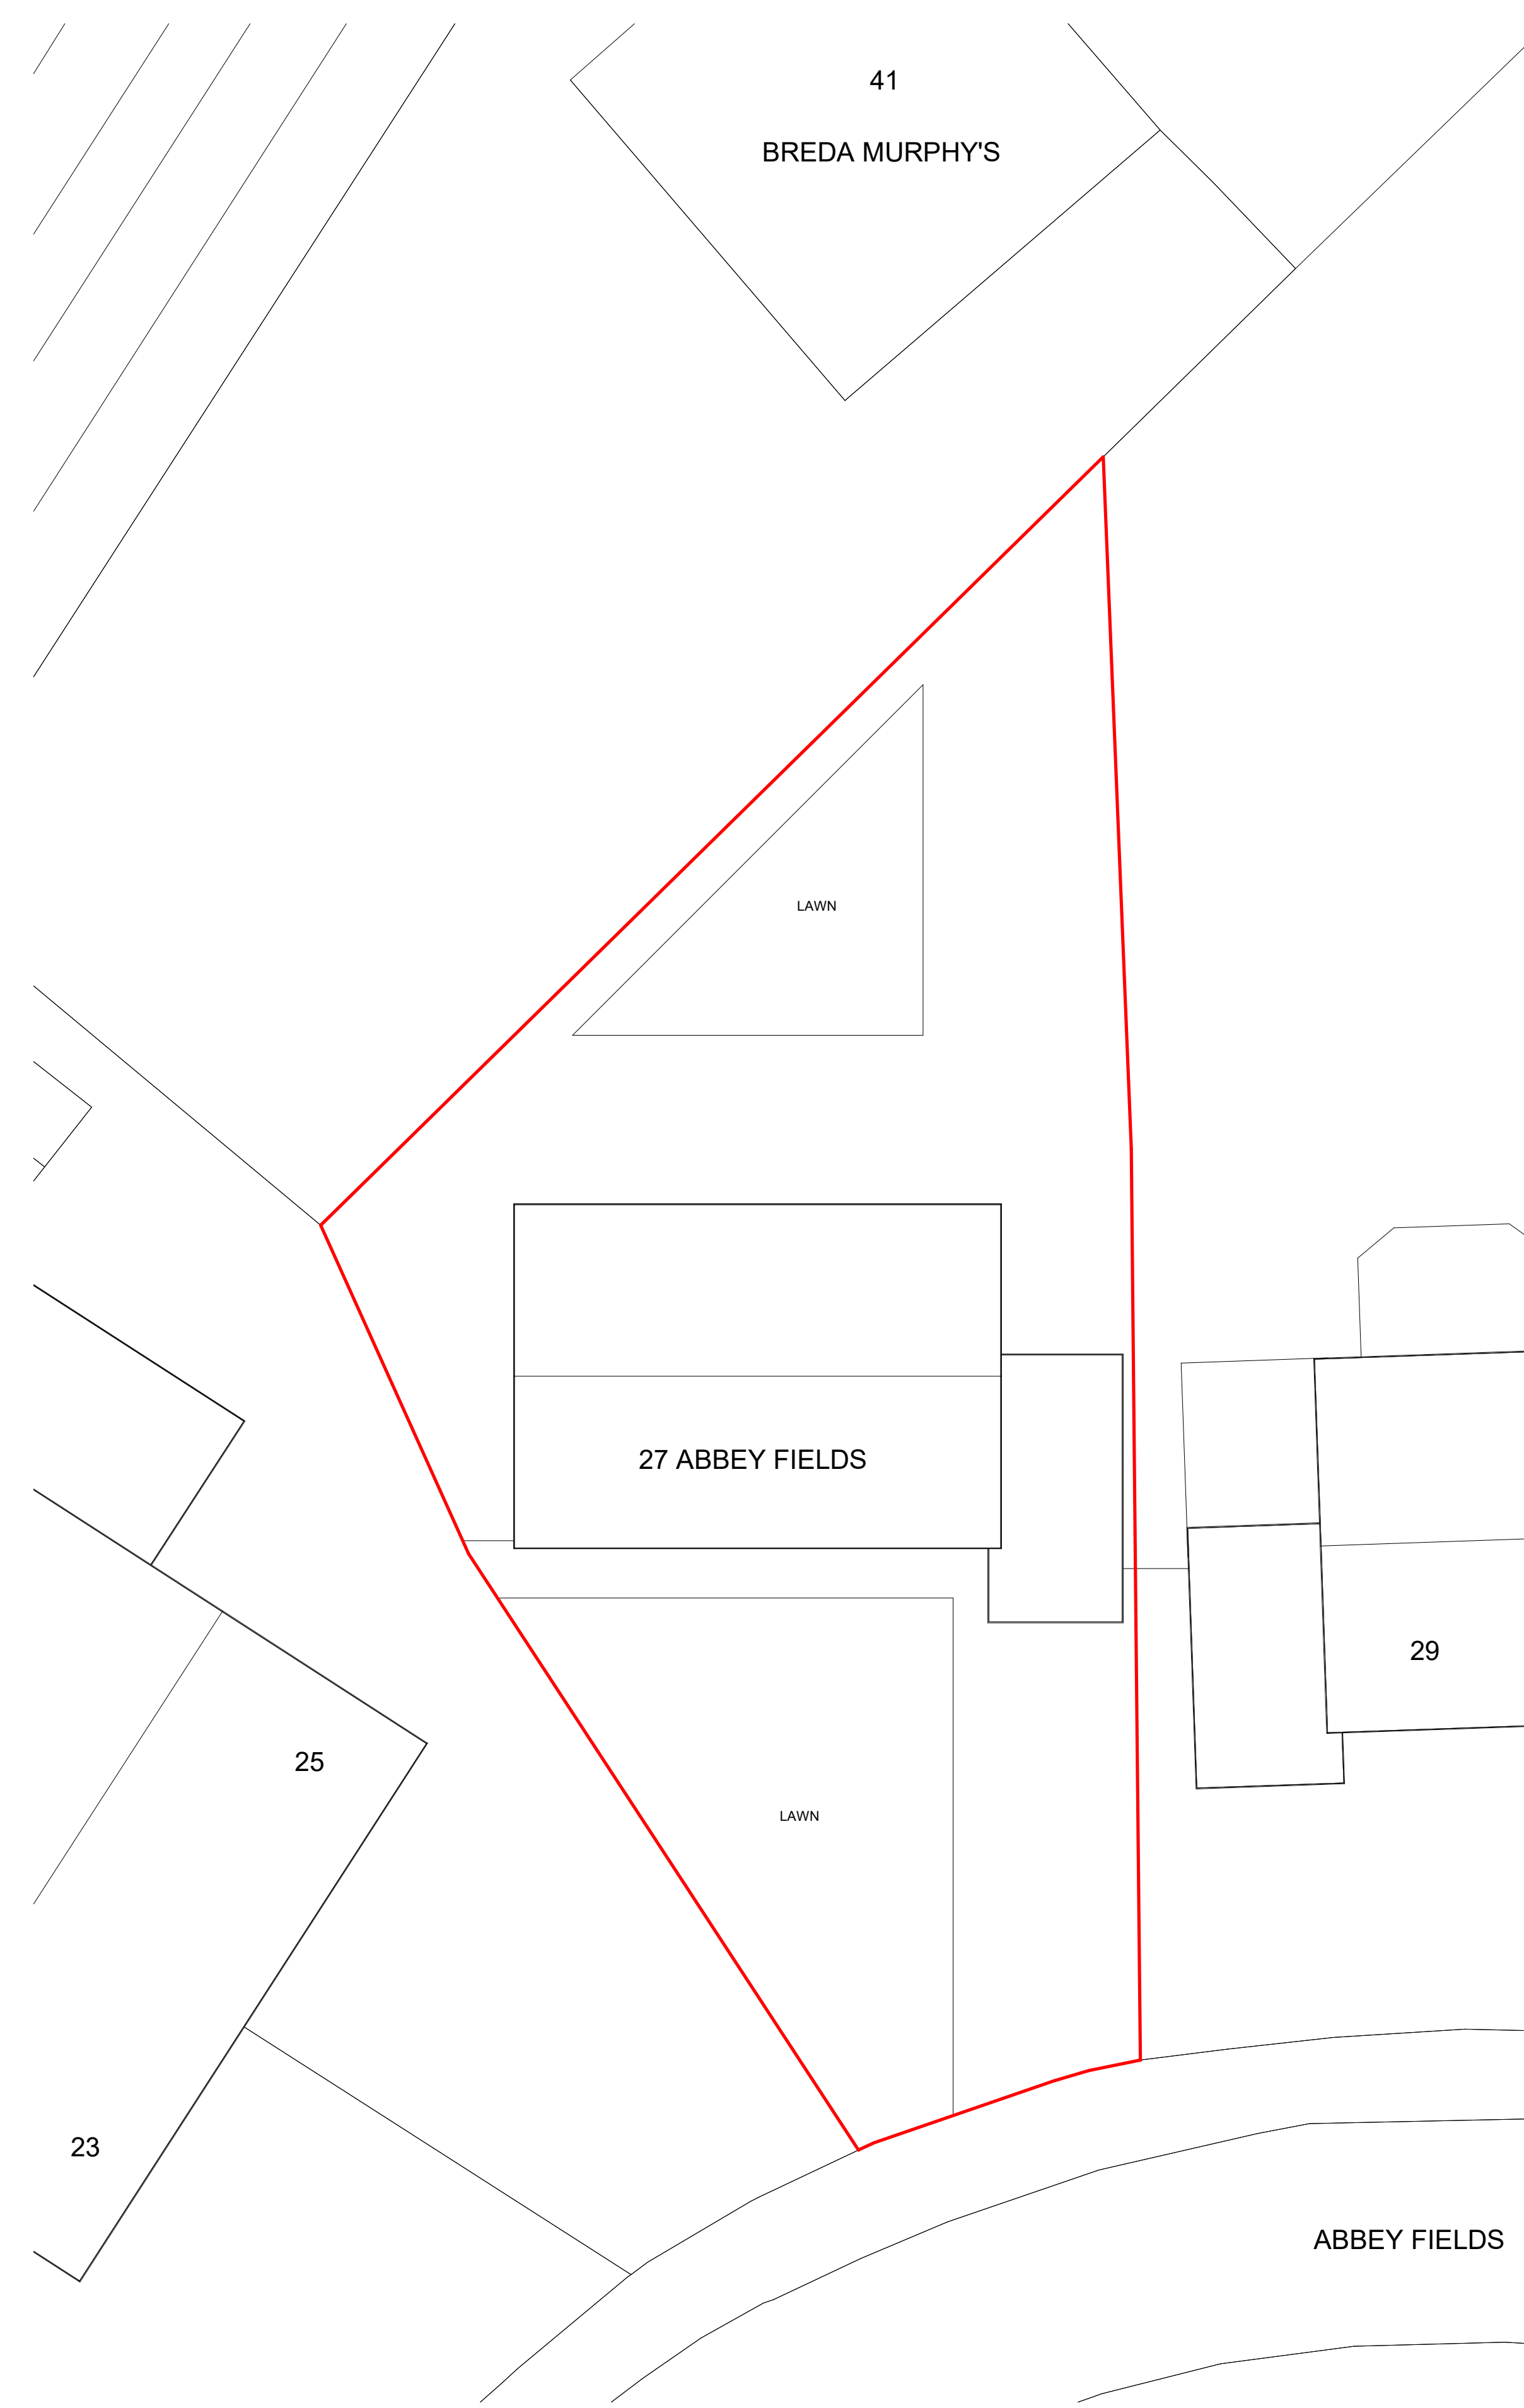 41
BREDA MURPHY'S
LAWN
27 ABBEY FIELDS
29
25
LAWN
23
ABBEY FIELDS